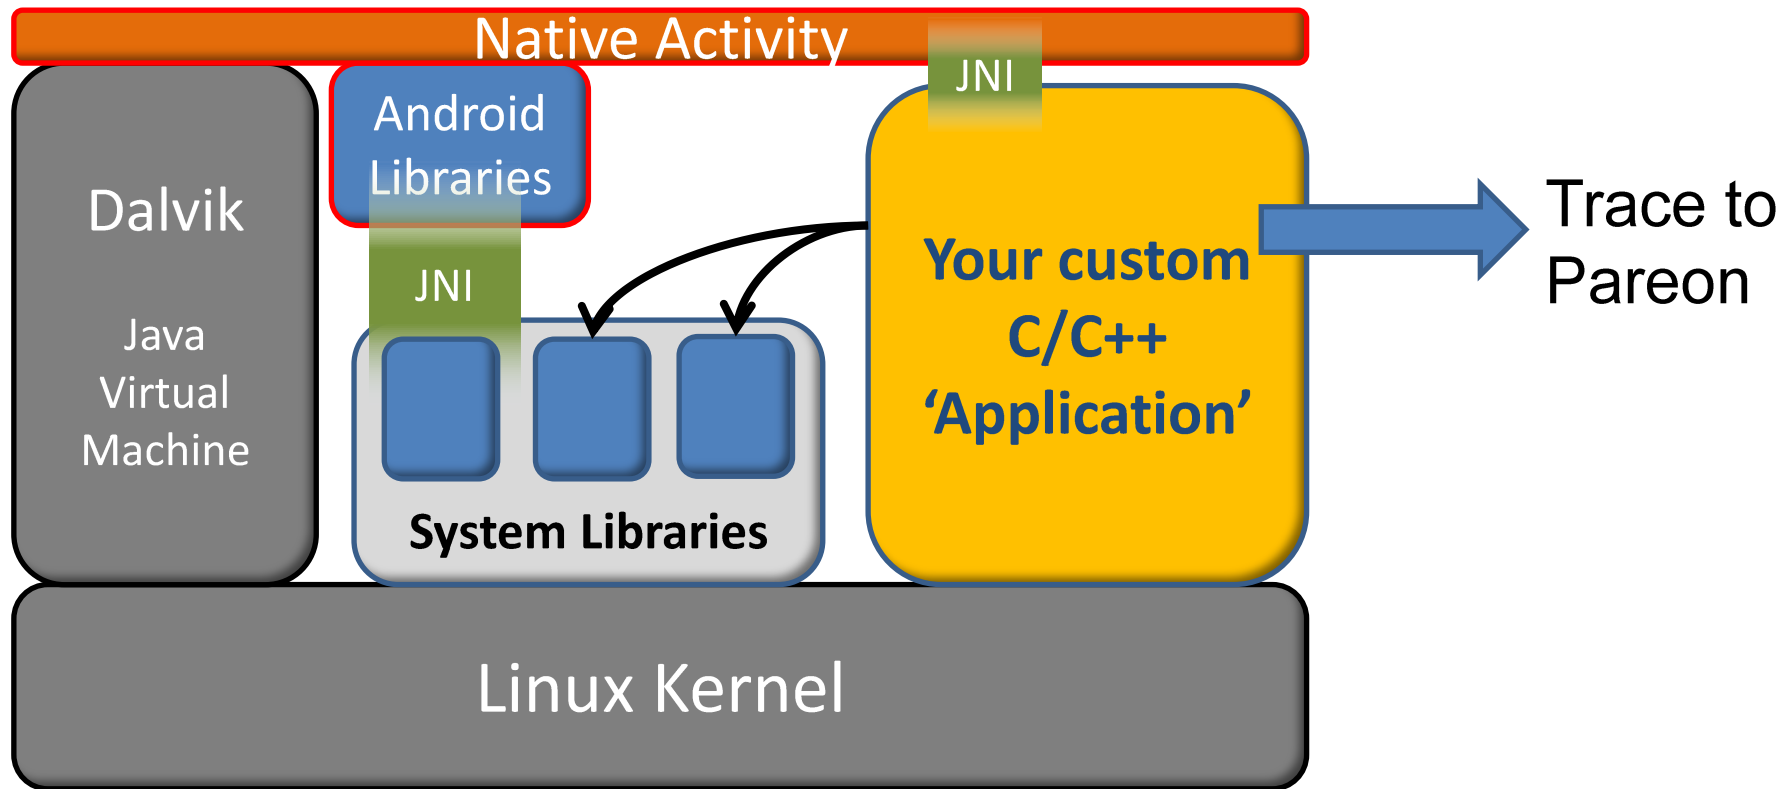 Native Activity
JNI
Android
Libraries
Dalvik
Java
Virtual
Machine
JNI
System Libraries
Your custom
C/C++
‘Application’
Trace to
Pareon
Linux Kernel